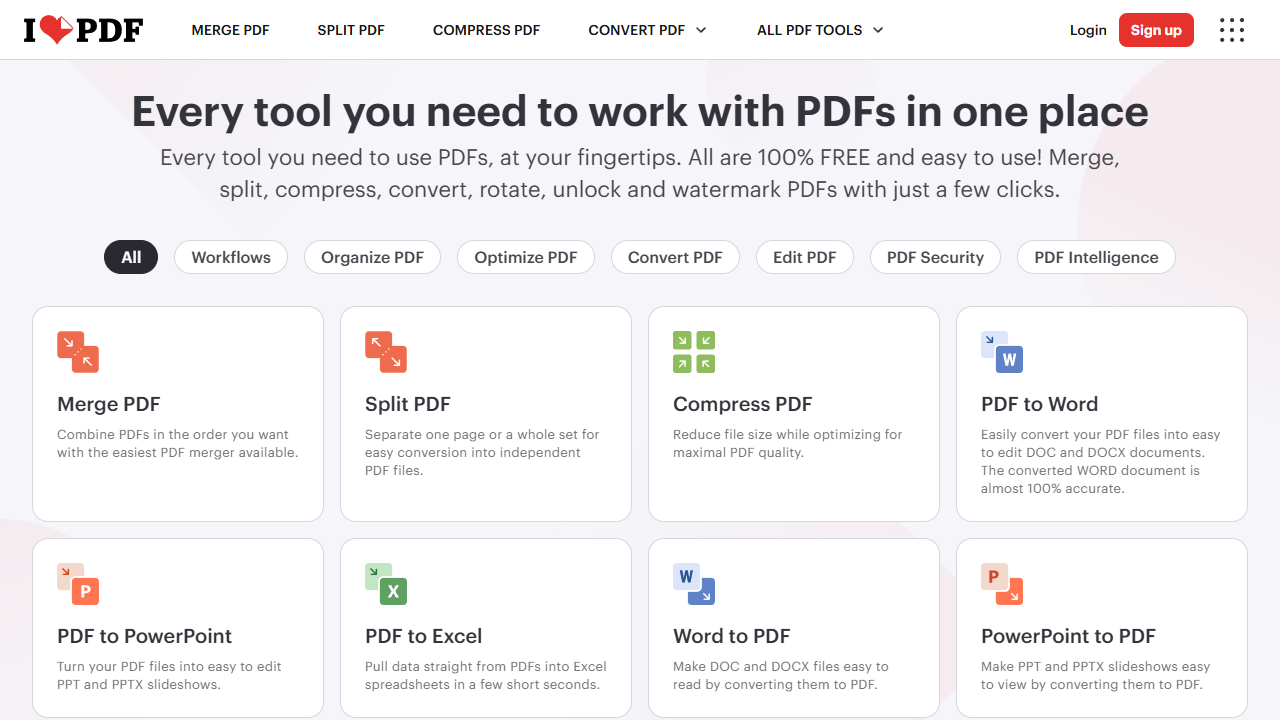 I PDF
MERGE PDF
SPLIT PDF
COMPRESS PDF
CONVERT PDF
ALL PDF TOOLS
Login
Sign up
Every tool you need to work with PDFs in one place
Every tool you need to use PDFs, at your fingertips. All are 100% FREE and easy to use! Merge,
split, compress, convert, rotate, unlock and watermark PDFs with just a few clicks.
All
Workflows
Organize PDF
Optimize PDF
Convert PDF
Edit PDF
PDF Security
PDF Intelligence
Merge PDF
Combine PDFs in the order you want
with the easiest PDF merger available.
Split PDF
Separate one page or a whole set for
easy conversion into independent
PDF files.
Compress PDF
Reduce file size while optimizing for
maximal PDF quality.
W
PDF to Word
Easily convert your PDF files into easy
to edit DOC and DOCX documents.
The converted WORD document is
almost 100% accurate.
P
PDF to PowerPoint
Turn your PDF files into easy to edit
PPT and PPTX slideshows.
X
PDF to Excel
Pull data straight from PDFs into Excel
spreadsheets in a few short seconds.
W
Word to PDF
Make DOC and DOCX files easy to
read by converting them to PDF.
P
PowerPoint to PDF
Make PPT and PPTX slideshows easy
to view by converting them to PDF.